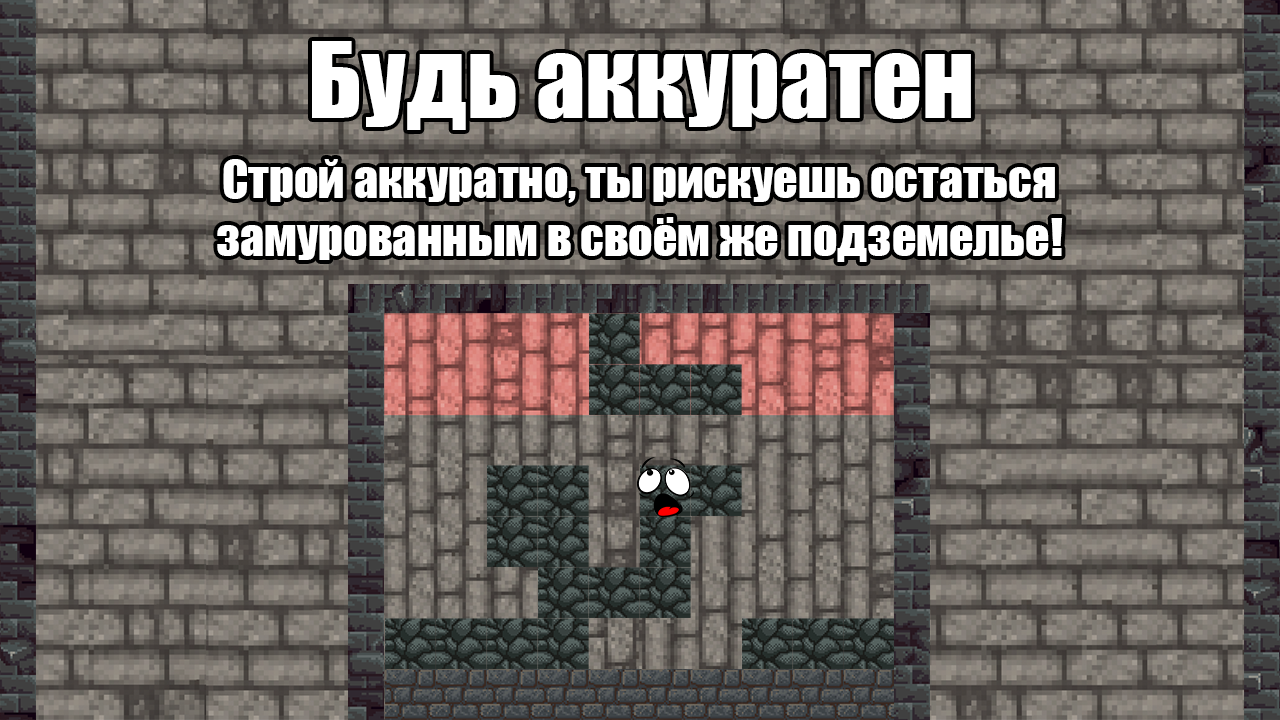 Будь аккуратен
Строй аккуратно, ты рискуешь остаться
замурованным в своём же подземелье!